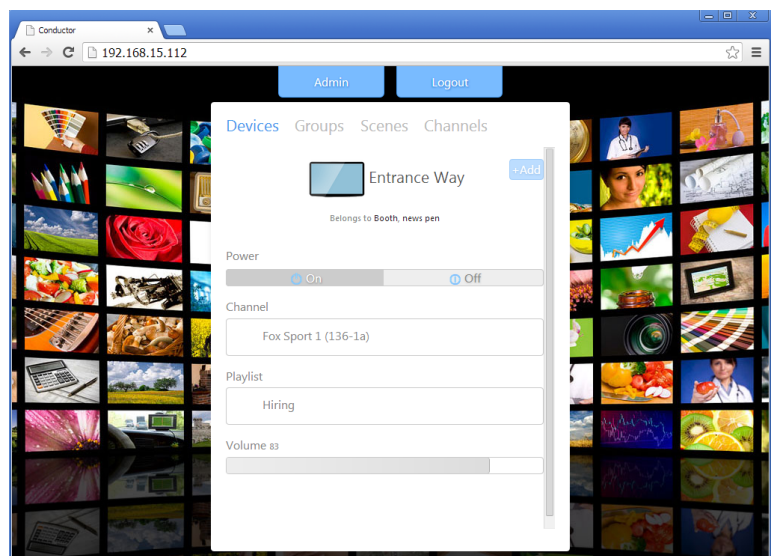 Conductor
192.168.15.112
Admin Logout
Devices Groups Scenes Channels
Entrance Way +Add
Belongs to Booth, news pen
Power
On Off
Channel
Fox Sport 1 (136-1a)
Playlist
Hiring
Volume 83